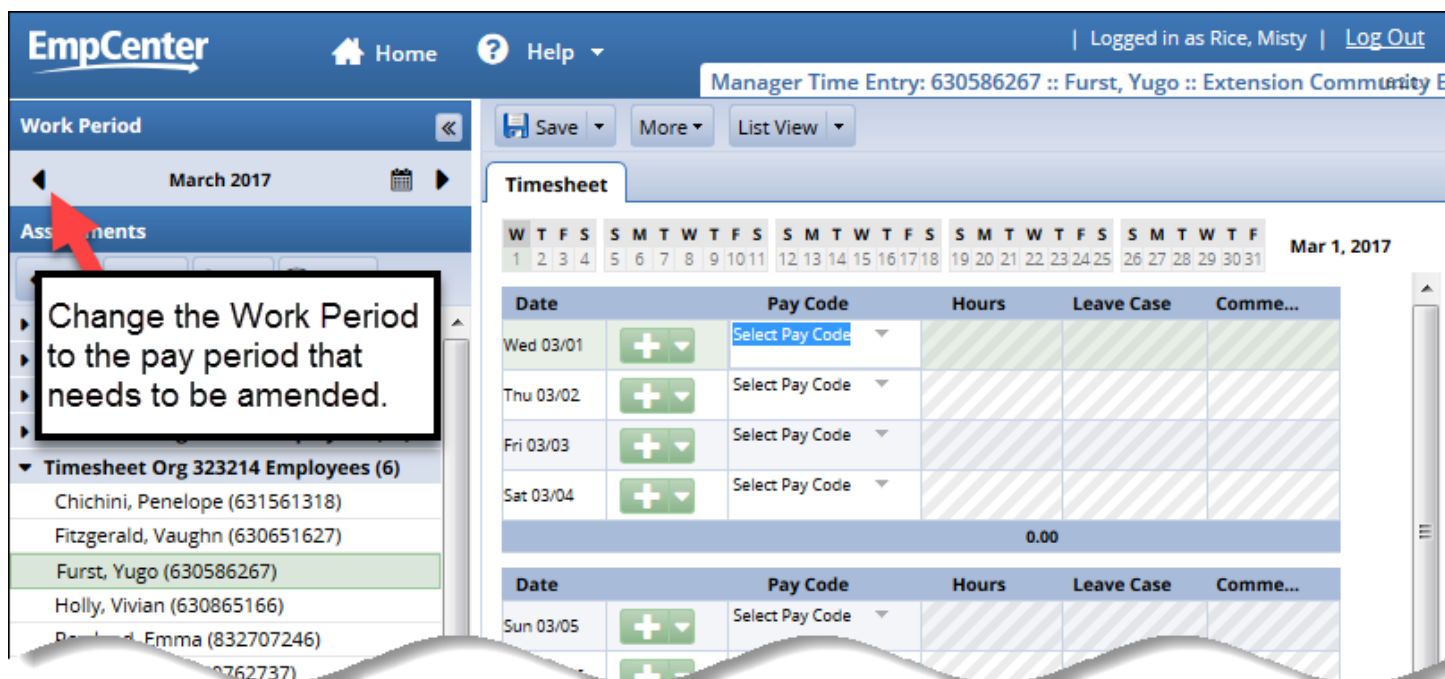 EmpCenter Home ? Help | Logged in as Rice, Misty | Log Out
Manager Time Entry: 630586267 :: Furst, Yugo :: Extension Community E
Work Period «
Save More List View
March 2017
Timesheet
Assignments
W T F S S M T W T F S S M T W T F S S M T W T F S S M T W T F
1 2 3 4 5 6 7 8 9 10 11 12 13 14 15 16 17 18 19 20 21 22 23 24 25 26 27 28 29 30 31
Mar 1, 2017
Change the Work Period
to the pay period that
needs to be amended.
Date Pay Code Hours Leave Case Comme...
Wed 03/01 Select Pay Code
Thu 03/02 Select Pay Code
Fri 03/03 Select Pay Code
Sat 03/04 Select Pay Code
0.00
Timesheet Org 323214 Employees (6)
Chichini, Penelope (631561318)
Fitzgerald, Vaughn (630651627)
Furst, Yugo (630586267)
Holly, Vivian (630865166)
Emma (832707246)
762737)
Date Pay Code Hours Leave Case Comme...
Sun 03/05 Select Pay Code